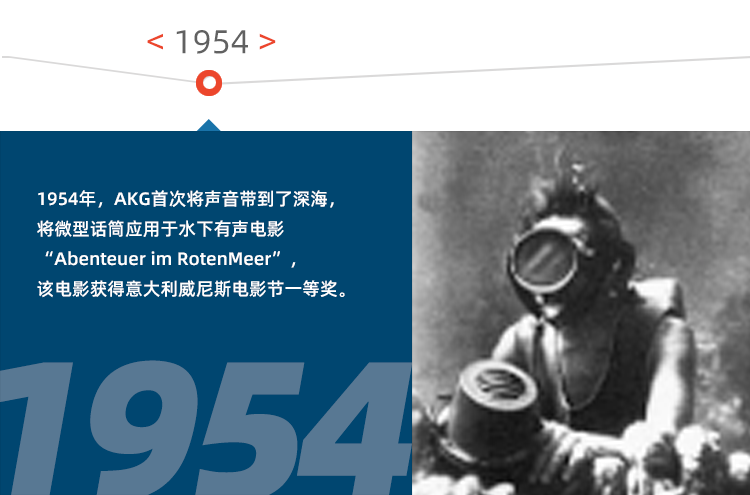 < 1954 >
1954年，AKG首次将声音带到了深海，
将微型话筒应用于水下有声电影
“Abenteuer im RotenMeer”，
该电影获得意大利威尼斯电影节一等奖。
1954